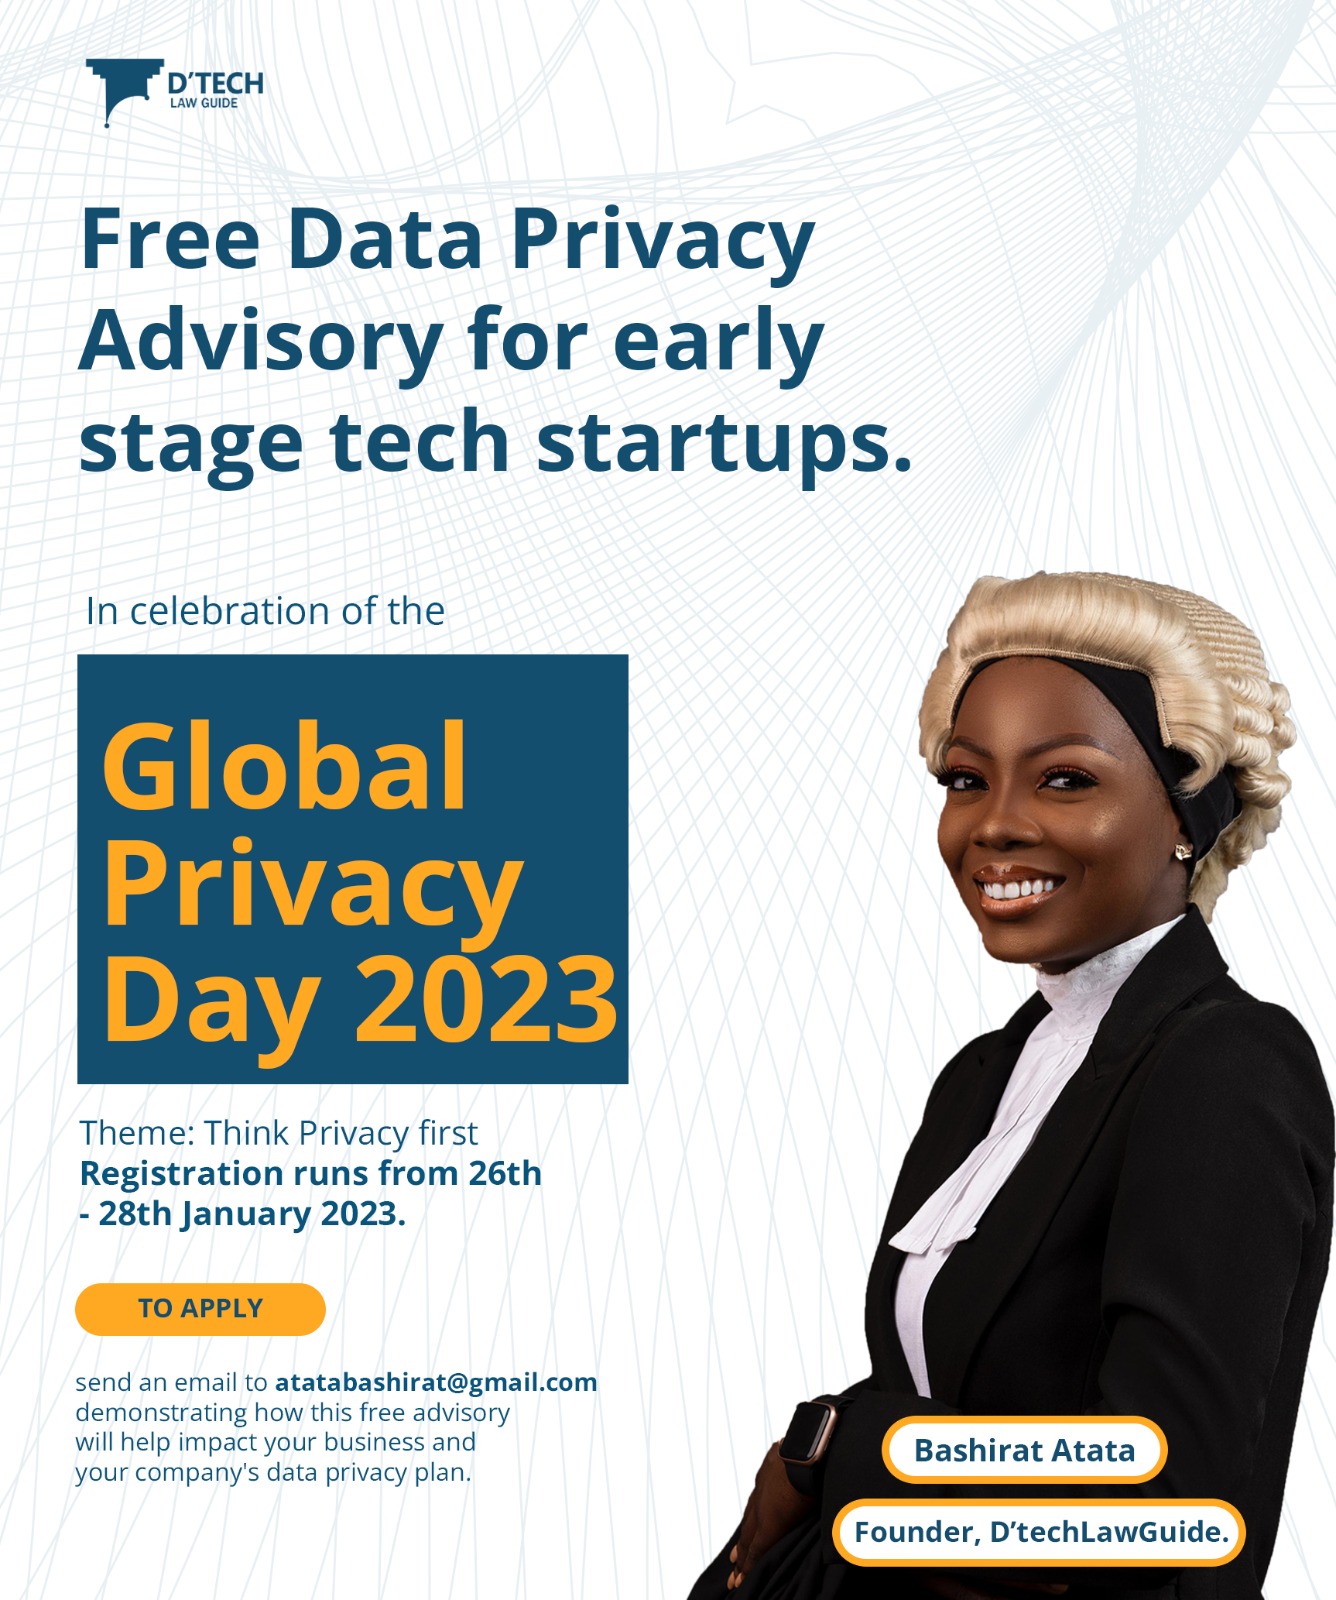 D'TECH
LAW GUIDE
Free Data Privacy
Advisory for early
stage tech startups.
In celebration of the
Global
Privacy
Day 2023
Theme: Think Privacy first
Registration runs from 26th
- 28th January 2023.
TO APPLY
send an email to atatabashirat@gmail.com
demonstrating how this free advisory
will help impact your business and
your company's data privacy plan.
Bashirat Atata
Founder, D’techLawGuide.